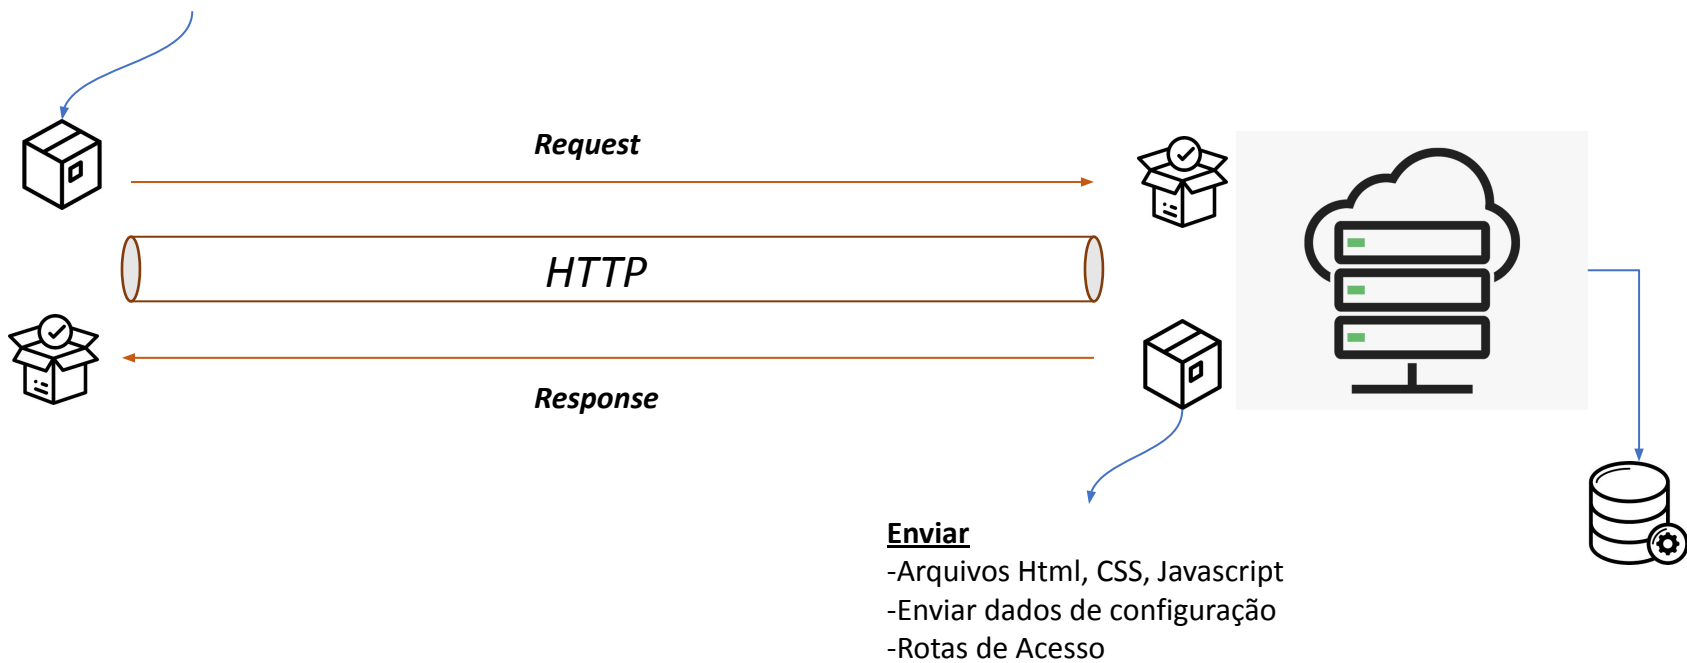 Request
HTTP
Response
Enviar
-Arquivos Html, CSS, Javascript
-Enviar dados de configuração
-Rotas de Acesso